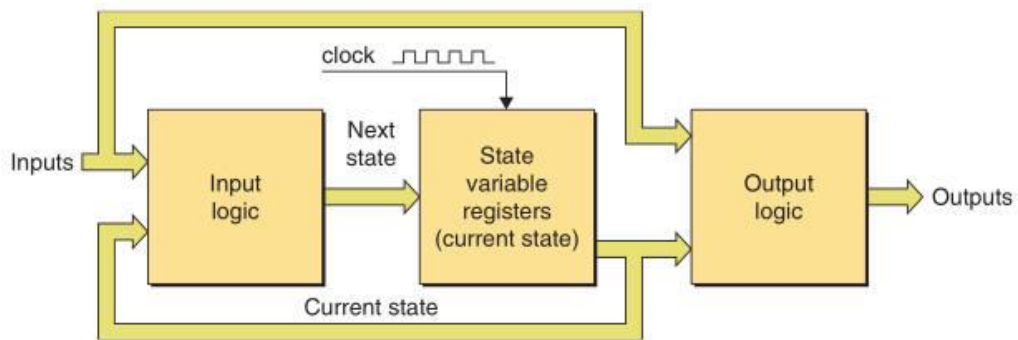 clock
Inputs
Input
logic
Next
state
State
variable
registers
(current state)
Output
logic
Outputs
Current state